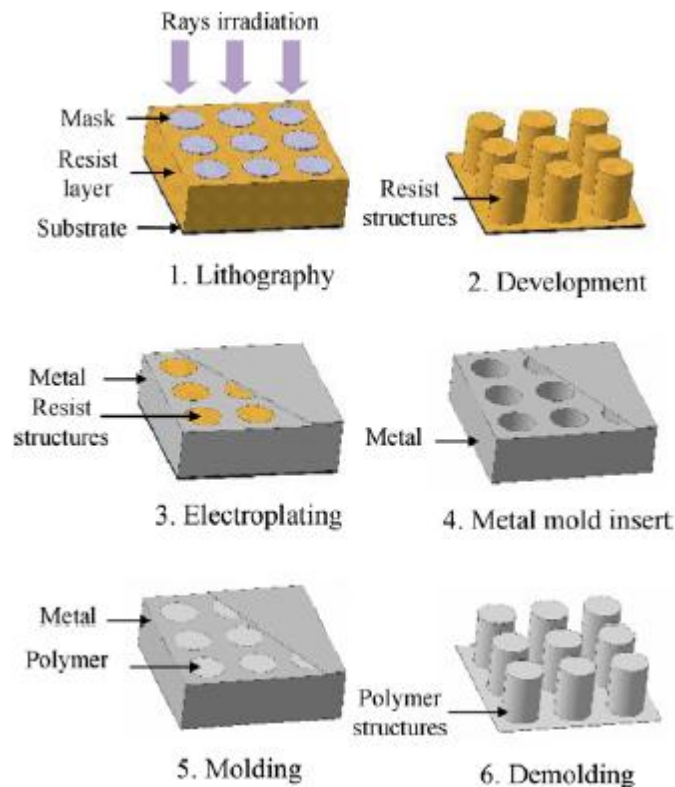 Rays irradiation
Mask
Resist
layer
Substrate
1. Lithography
Resist
structures
2. Development
Metal
Resist
structures
3. Electroplating
Metal
4. Metal mold insert
Metal
Polymer
5. Molding
Polymer
structures
6. Demolding